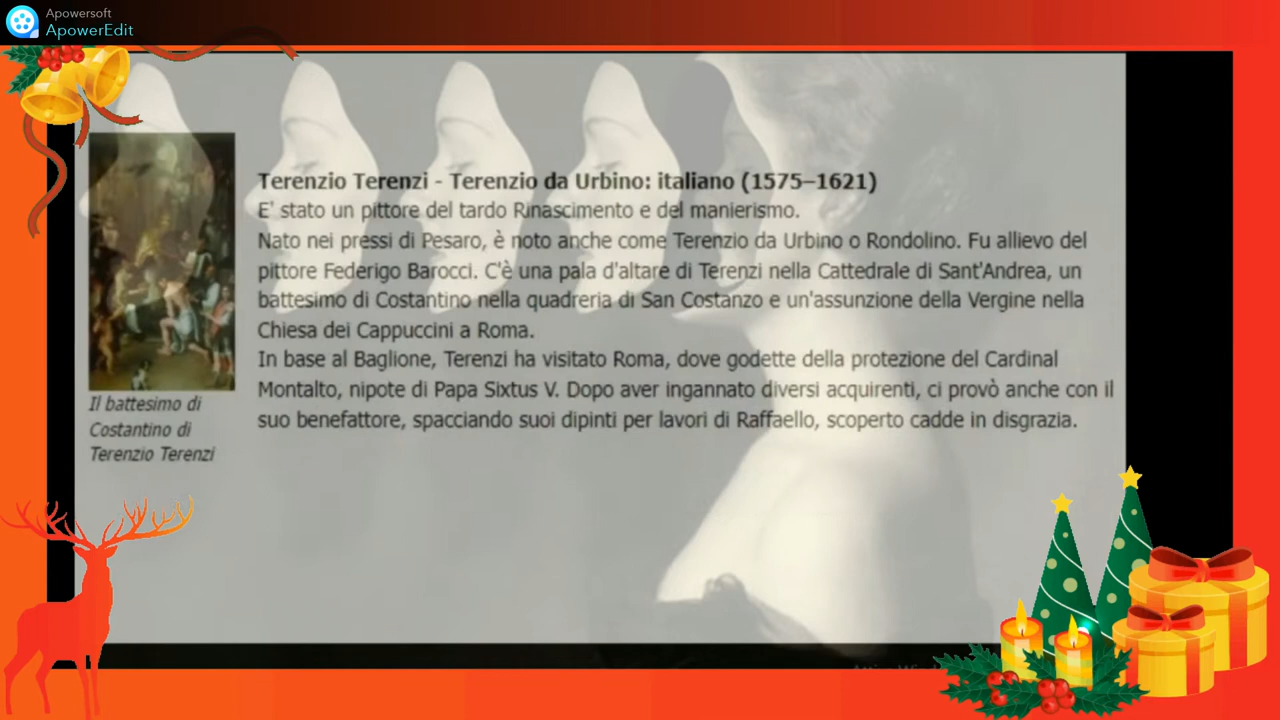 Apowersoft
ApowerEdit
Terenzio Terenzi - Terenzio da Urbino: italiano (1575–1621)
E' stato un pittore del tardo Rinascimento e del manierismo.
Nato nei pressi di Pesaro, è noto anche come Terenzio da Urbino o Rondolino. Fu allievo del
pittore Federigo Barocci. C'è una pala d'altare di Terenzi nella Cattedrale di Sant'Andrea, un
battesimo di Costantino nella quadreria di San Costanzo e un'assunzione della Vergine nella
Chiesa dei Cappuccini a Roma.
In base al Baglione, Terenzi ha visitato Roma, dove godette della protezione del Cardinal
Montalto, nipote di Papa Sixtus V. Dopo aver ingannato diversi acquirenti, ci provò anche con il
suo benefattore, spacciando suoi dipinti per lavori di Raffaello, scoperto cadde in disgrazia.
Il battesimo di
Costantino di
Terenzio Terenzi